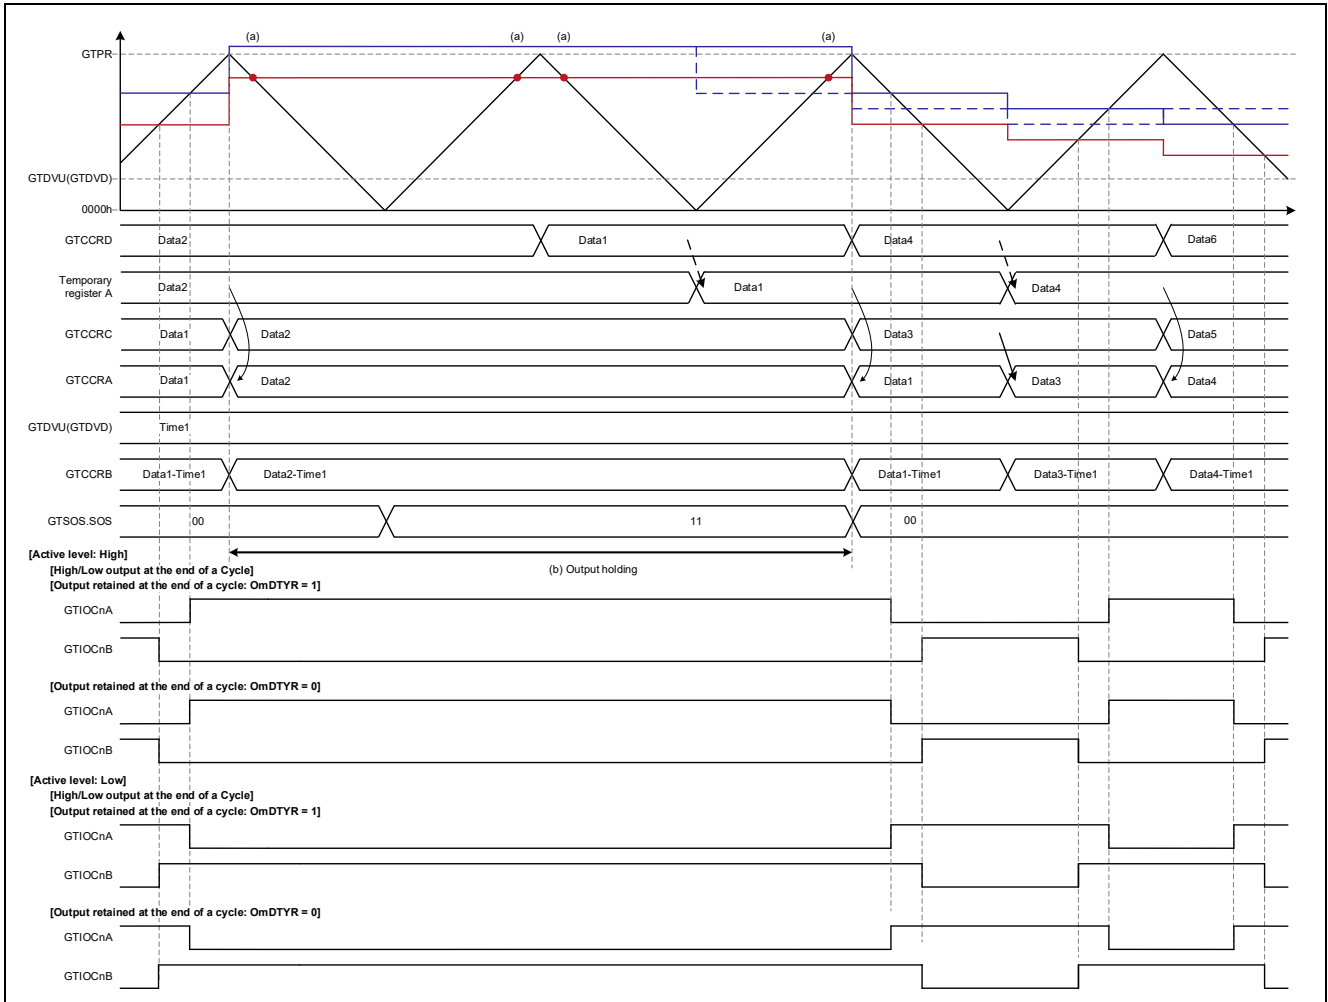 (a) (a) (a) (a)
GTPR
GTDVU(GTDVD)
0000h
GTCCRD Data2 Data1 Data4 Data6
Temporary
register A Data2 Data1 Data4
GTCCRC Data1 Data2 Data3 Data5
GTCCRA Data1 Data2 Data1 Data3 Data4
GTDVU(GTDVD) Time1
GTCCRB Data1-Time1 Data2-Time1 Data1-Time1 Data3-Time1 Data4-Time1
GTSOS.SOS 00 11 00
[Active level: High]
[High/Low output at the end of a Cycle] (b) Output holding
[Output retained at the end of a cycle: OmDTYR = 1]
GTIOCnA
GTIOCnB
[Output retained at the end of a cycle: OmDTYR = 0]
GTIOCnA
GTIOCnB
[Active level: Low]
[High/Low output at the end of a Cycle]
[Output retained at the end of a cycle: OmDTYR = 1]
GTIOCnA
GTIOCnB
[Output retained at the end of a cycle: OmDTYR = 0]
GTIOCnA
GTIOCnB